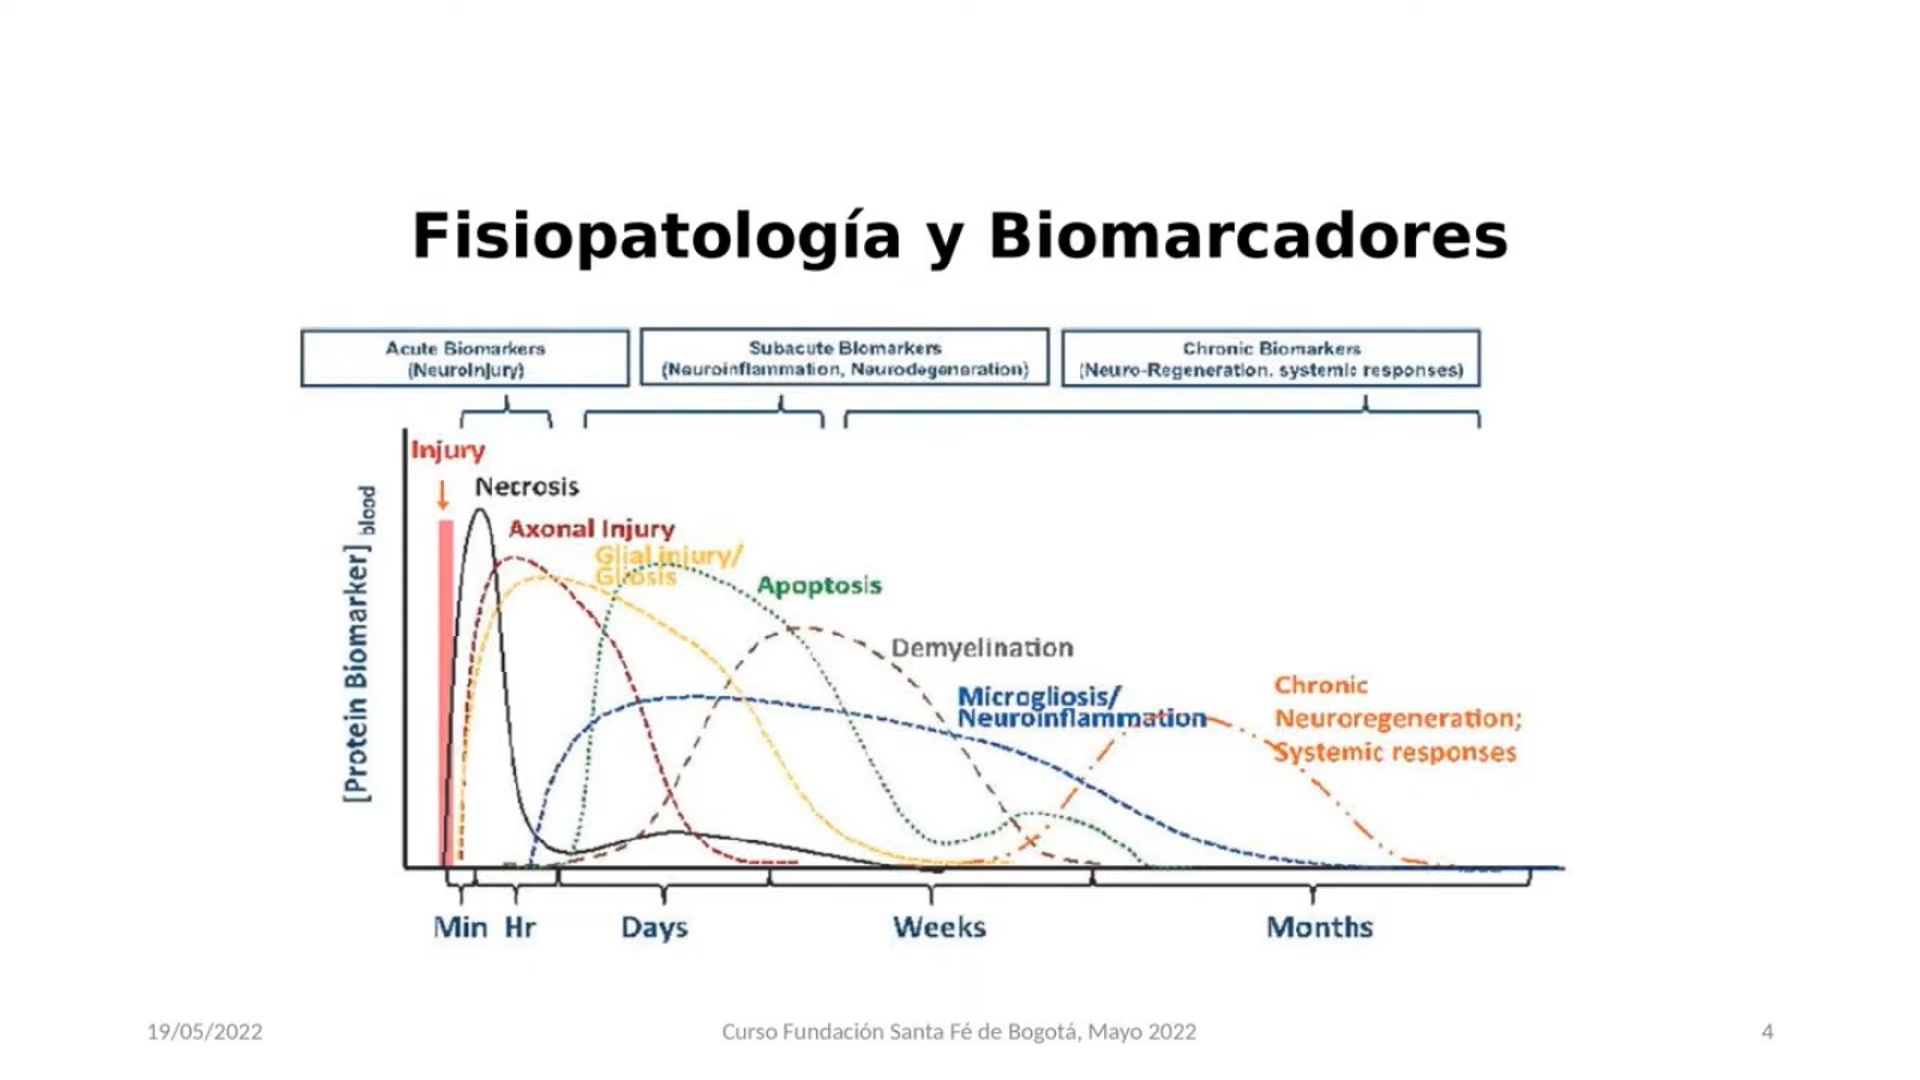 Fisiopatología y Biomarcadores
Acute Biomarkers
(NeuroInjury)
Subacute Biomarkers
(Neuroinflammation, Neurodegeneration)
Chronic Biomarkers
(Neuro-Regeneration. systemic responses)
Injury
Necrosis
Axonal Injury
Glial injury/
Gliosis
Apoptosis
Demyelination
Microgliosis/
Neuroinflammation
Chronic
Neuroregeneration;
Systemic responses
[Protein Biomarker] blood
Min Hr Days Weeks Months
19/05/2022
Curso Fundación Santa Fé de Bogotá, Mayo 2022
4